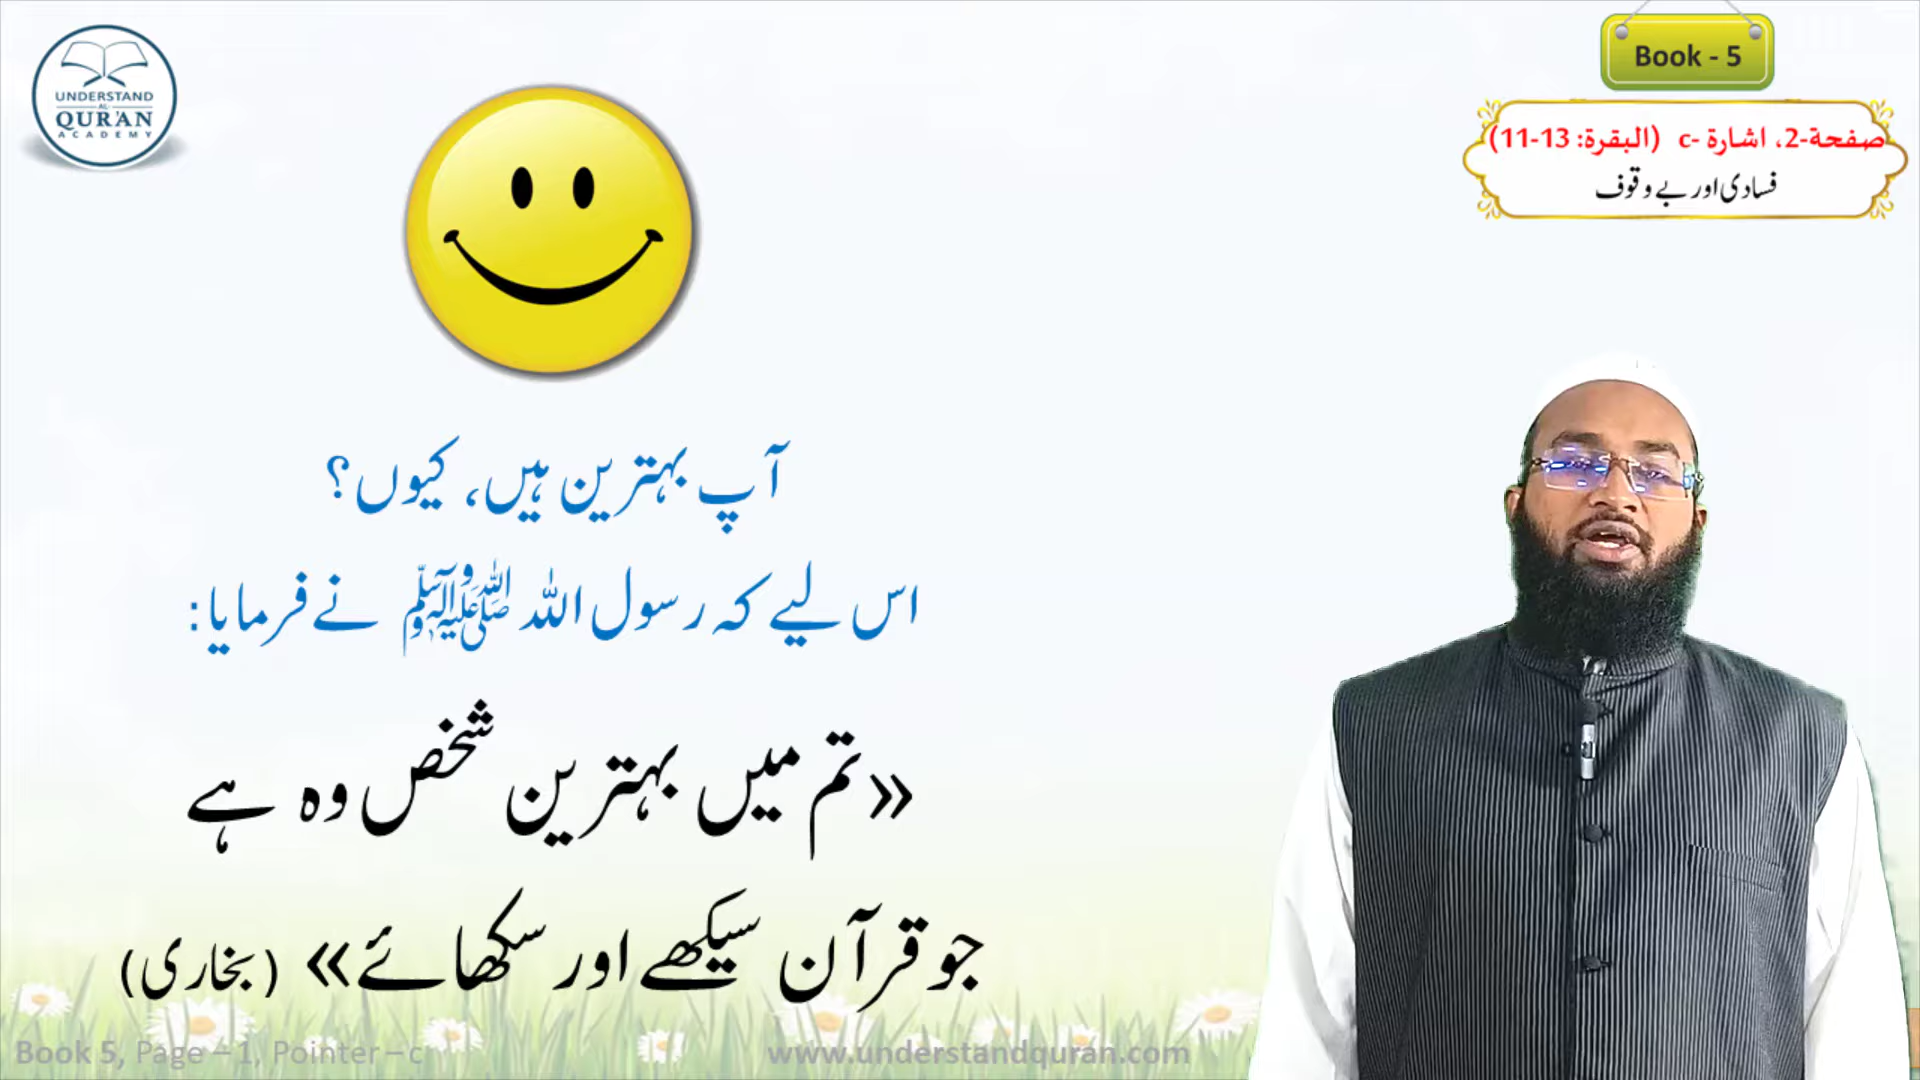 UNDERSTAND
AL-
QUR'AN
ACADEMY
Book - 5
صفحة-2، اشارة -c (البقرة: 13-11)
فسادی اور بے وقوف
آپ بہترین ہیں، کیوں؟
اس لیے کہ رسول اللہ ﷺ نے فرمایا:
«تم میں بہترین شخص وہ ہے
جو قرآن سیکھے اور سکھائے» (بخاری)
Book 5, Page – 1, Pointer – c
www.understandquran.com